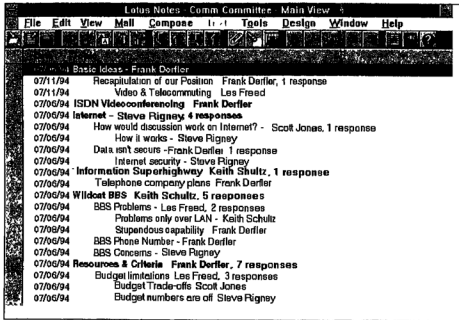 Lotus Notes - Comm Committee - Main View
File Edit View Mail Compose Tools Design Window Help
Basic Ideas - Frank Derfler
07/11/94 Recapitulation of our Position Frank Derfler, 1 response
07/11/94 Video & Telecommuting Les Freed
07/06/94 ISDN Videoconferencing Frank Derfler
07/06/94 Internet - Steve Rigney, 4 responses
07/06/94 How would discussion work on Internet? - Scott Jones, 1 response
07/06/94 How it works - Steve Rigney
07/06/94 Data isn't secure - Frank Derfler 1 response
07/06/94 Internet security - Steve Rigney
07/06/94 Information Superhighway Keith Shultz, 1 response
07/06/94 Telephone company plans Frank Derfler
07/06/94 Wildcat BBS Keith Schultz, 5 responses
07/06/94 BBS Problems - Les Freed, 2 responses
07/06/94 Problems only over LAN - Keith Schultz
07/08/94 Stupendous capability Frank Derfler
07/06/94 BBS Phone Number - Frank Derfler
07/06/94 BBS Concerns - Steve Rigney
07/06/94 Resources & Criteria Frank Derfler, 7 responses
07/06/94 Budget limitations Les Freed, 3 responses
07/06/94 Budget Trade-offs Scott Jones
07/06/94 Budget numbers are off Steve Rigney